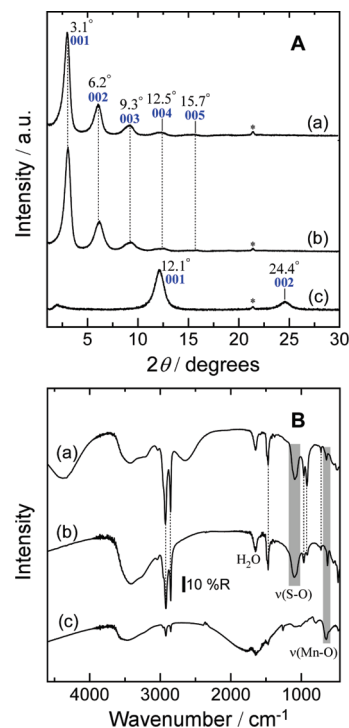 A
3.1°
001
6.2°
002
9.3°
003
12.5°
004
15.7°
005
*
(a)
*
(b)
12.1°
001
24.4°
002
*
(c)
Intensity / a.u.
5 10 15 20 25 30
2θ / degrees
B
(a)
(b)
H₂O
10 %R
ν(S-O)
(c)
ν(Mn-O)
Intensity
4000 3000 2000 1000
Wavenumber / cm⁻¹